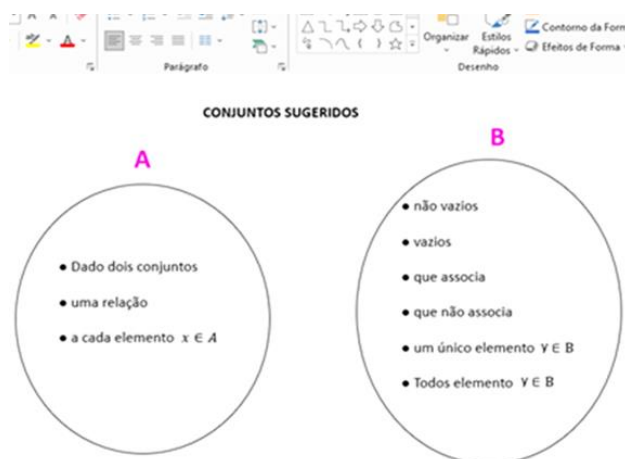 Organizar
Estilos
Rápidos
Contorno da Form
Efeitos de Forma
Parágrafo
Desenho
CONJUNTOS SUGERIDOS
A
• Dado dois conjuntos
• uma relação
• a cada elemento x ∈ A
B
• não vazios
• vazios
• que associa
• que não associa
• um único elemento y ∈ B
• Todos elemento y ∈ B